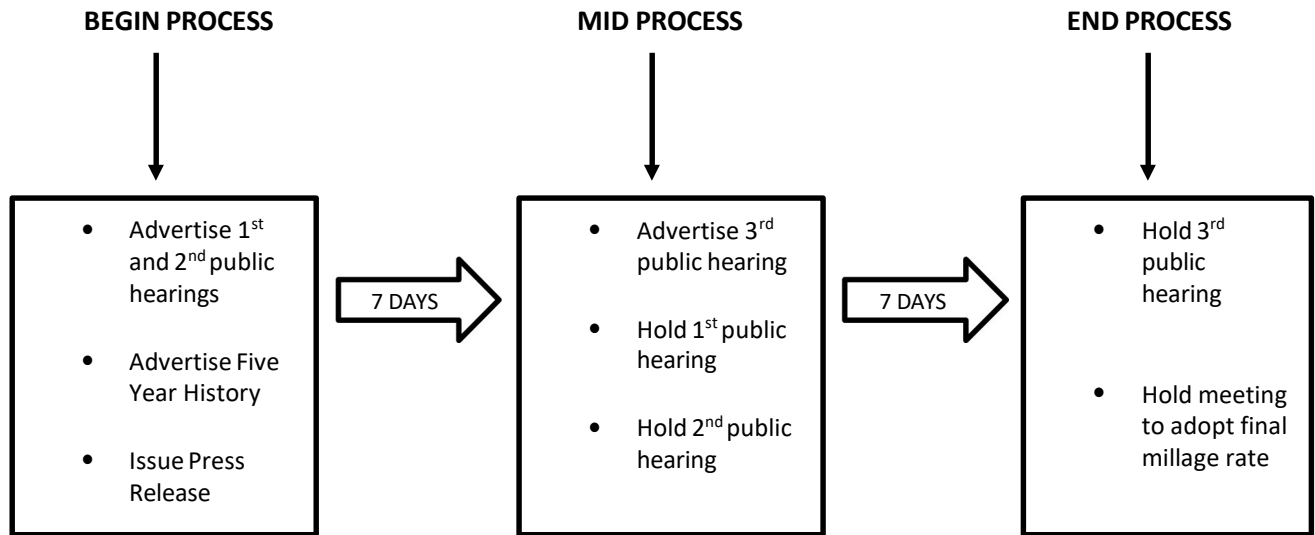 BEGIN PROCESS
MID PROCESS
END PROCESS
• Advertise 1st
and 2nd public
hearings
• Advertise Five
Year History
• Issue Press
Release
7 DAYS
• Advertise 3rd
public hearing
• Hold 1st public
hearing
• Hold 2nd public
hearing
7 DAYS
• Hold 3rd
public
hearing
• Hold meeting
to adopt final
millage rate